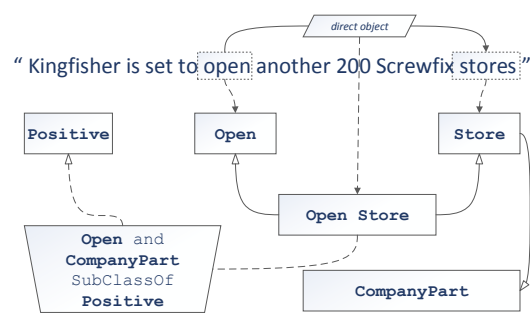 direct object
“ Kingfisher is set to open another 200 Screwfix stores ”
Positive
Open
Store
Open Store
Open and
CompanyPart
SubClassOf
Positive
CompanyPart